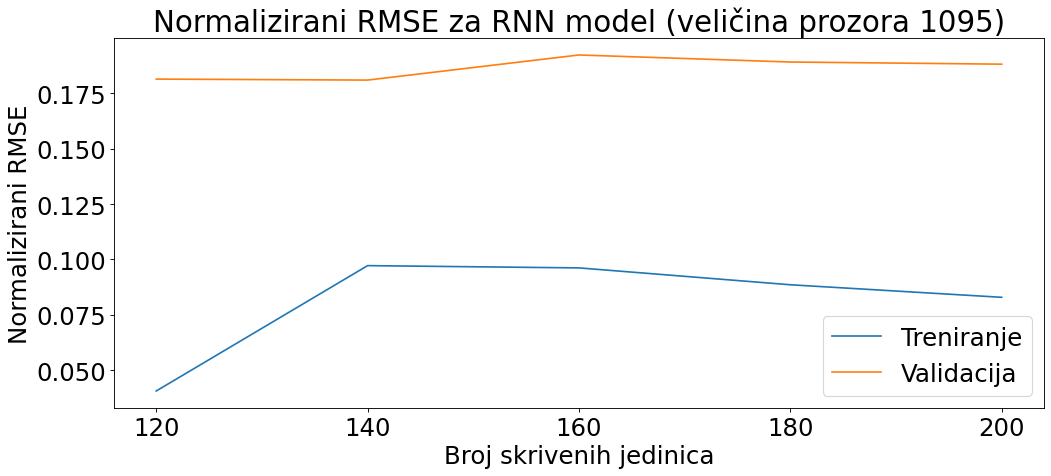 Normalizirani RMSE za RNN model (veličina prozora 1095)
Normalizirani RMSE
0.175
0.150
0.125
0.100
0.075
0.050
120 140 160 180 200
Broj skrivenih jedinica
Treniranje
Validacija